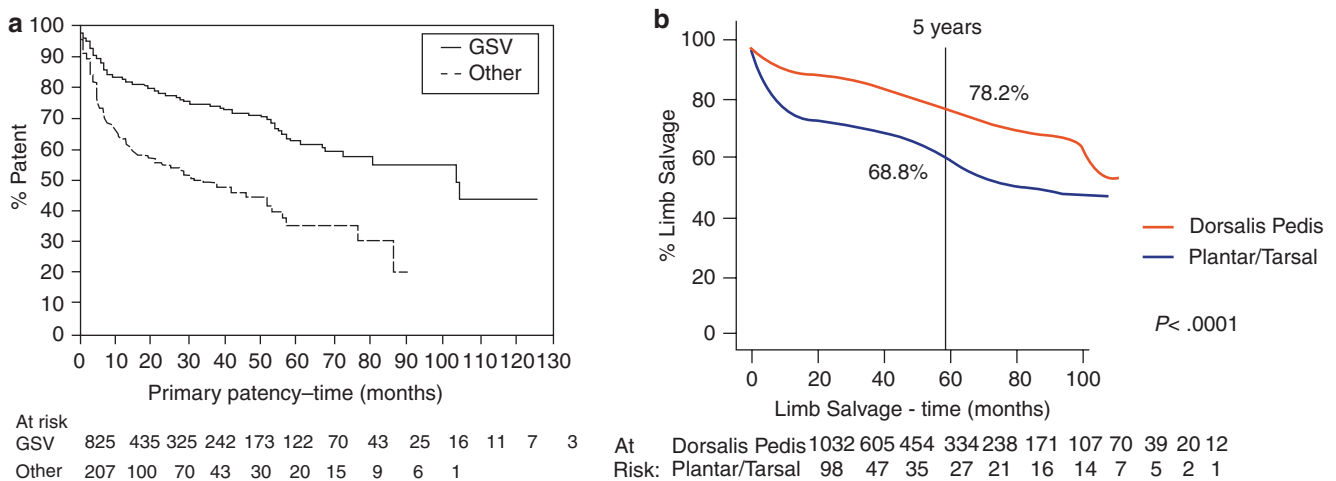 a
100
90
80
70
60
50
40
30
20
10
0
% Patent
GSV
Other
0 10 20 30 40 50 60 70 80 90 100 110 120 130
Primary patency–time (months)
At risk
GSV 825 435 325 242 173 122 70 43 25 16 11 7 3
Other 207 100 70 43 30 20 15 9 6 1
b
5 years
100
80
60
40
20
0
% Limb Salvage
78.2%
68.8%
Dorsalis Pedis
Plantar/Tarsal
P< .0001
0 20 40 60 80 100
Limb Salvage - time (months)
At Dorsalis Pedis 1032 605 454 334 238 171 107 70 39 20 12
Risk: Plantar/Tarsal 98 47 35 27 21 16 14 7 5 2 1